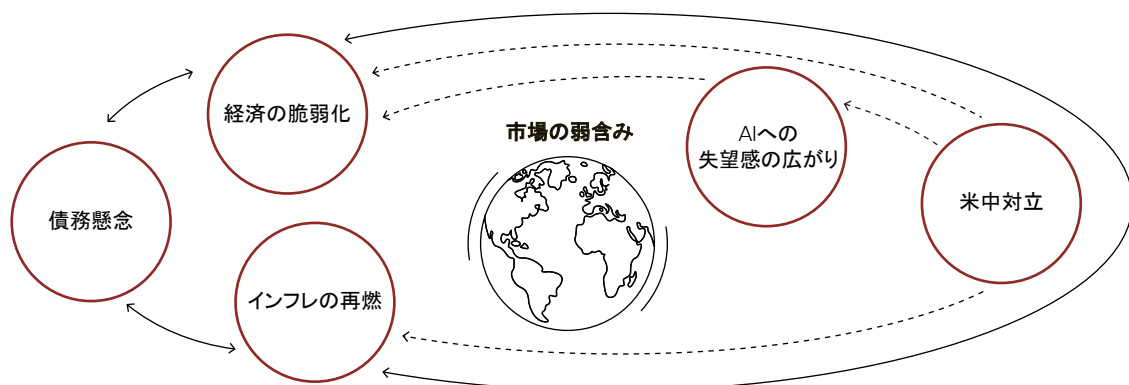 経済の脆弱化
市場の弱含み
AIへの
失望感の広がり
債務懸念
米中対立
インフレの再燃